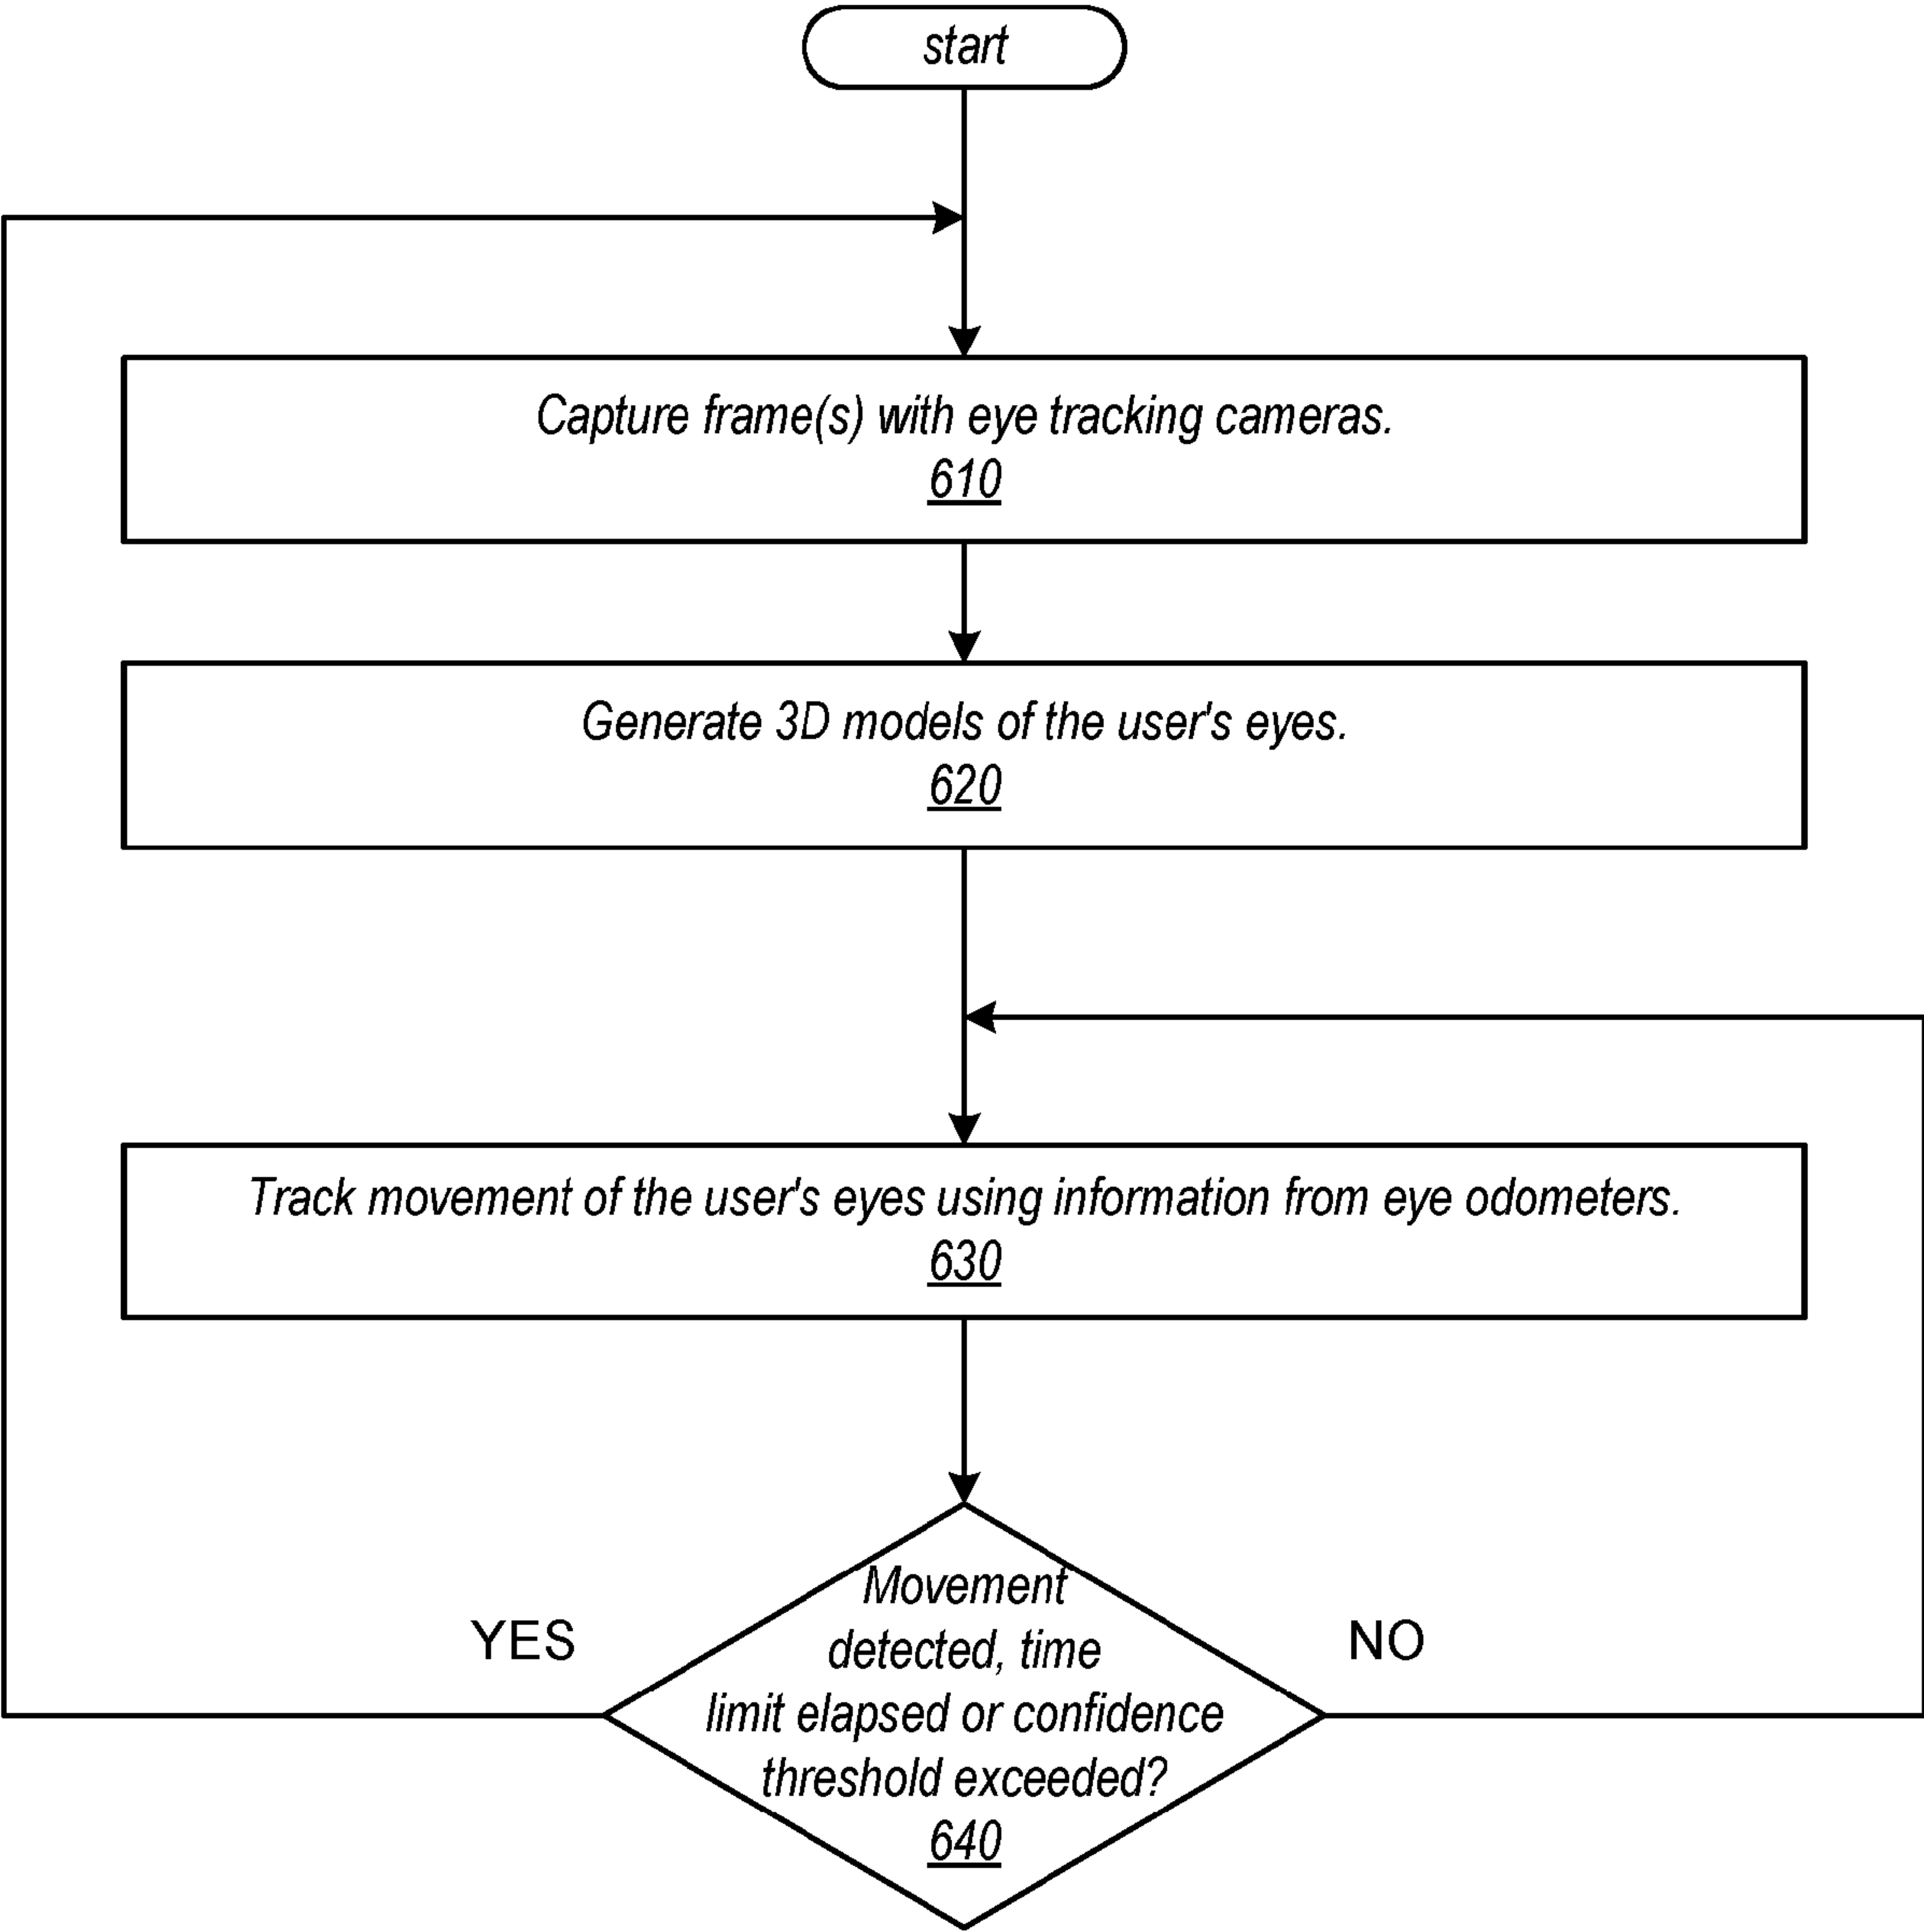 start
Capture frame(s) with eye tracking cameras.
610
Generate 3D models of the user's eyes.
620
Track movement of the user's eyes using information from eye odometers.
630
Movement
detected, time
limit elapsed or confidence
threshold exceeded?
640
YES
NO